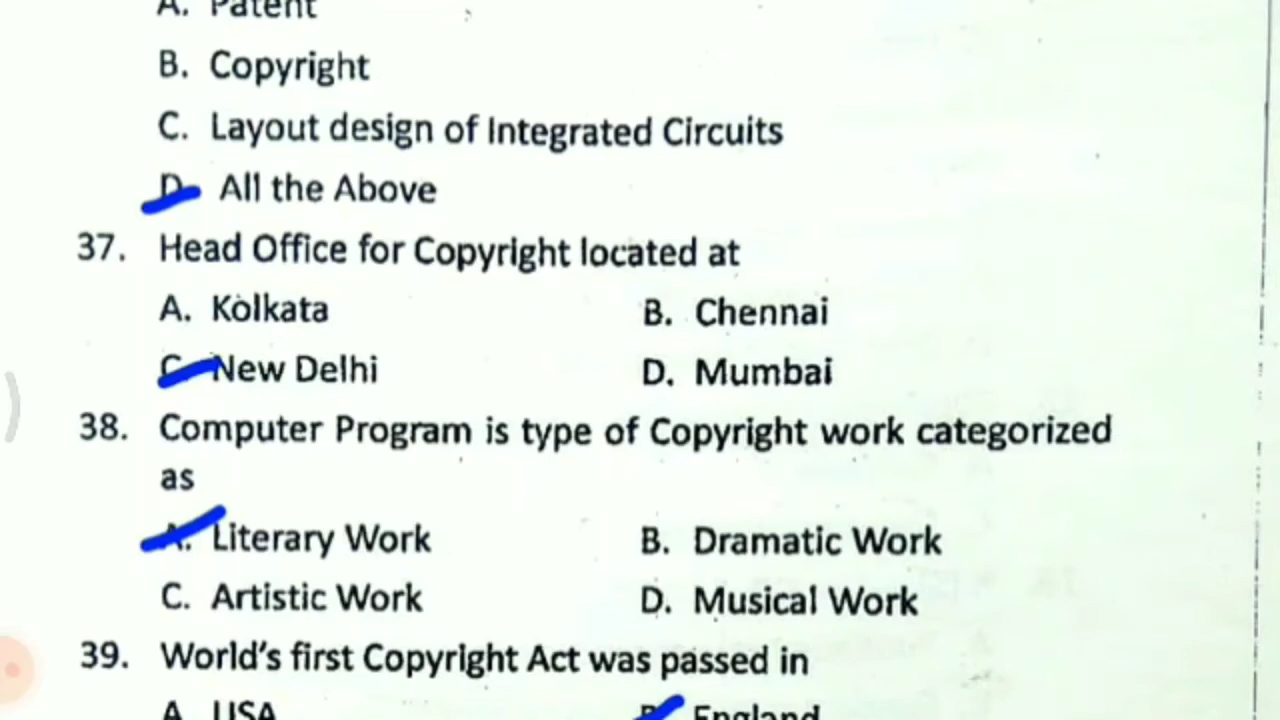 A. Patent
B. Copyright
C. Layout design of Integrated Circuits
D. All the Above
37. Head Office for Copyright located at
A. Kolkata B. Chennai
C. New Delhi D. Mumbai
38. Computer Program is type of Copyright work categorized
as
A. Literary Work B. Dramatic Work
C. Artistic Work D. Musical Work
39. World's first Copyright Act was passed in
A. USA B. England